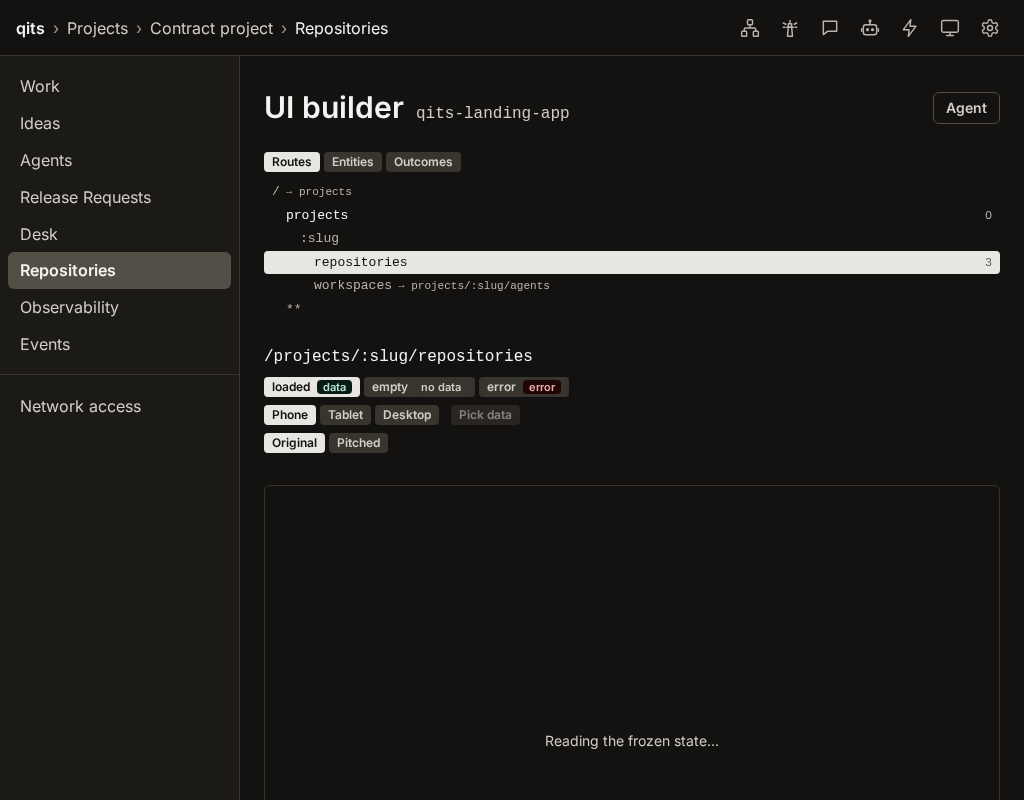 qits › Projects › Contract project › Repositories
Work
Ideas
Agents
Release Requests
Desk
Repositories
Observability
Events
Network access
UI builder qits-landing-app
Agent
Routes Entities Outcomes
/ → projects
projects 0
:slug
repositories 3
workspaces → projects/:slug/agents
**
/projects/:slug/repositories
loaded data empty no data error error
Phone Tablet Desktop Pick data
Original Pitched
Reading the frozen state…